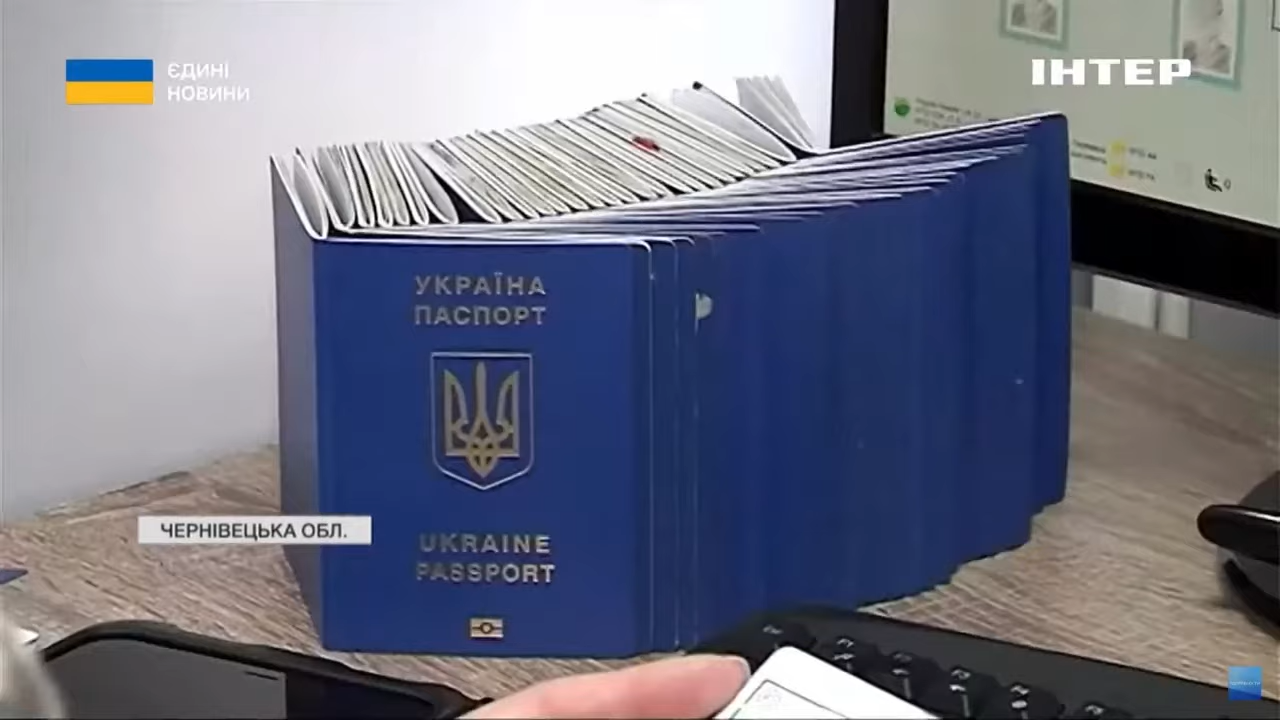 ЄДИНІ
НОВИНИ
ІНТЕР
УКРАЇНА
ПАСПОРТ
ЧЕРНІВЕЦЬКА ОБЛ.
UKRAINE
PASSPORT